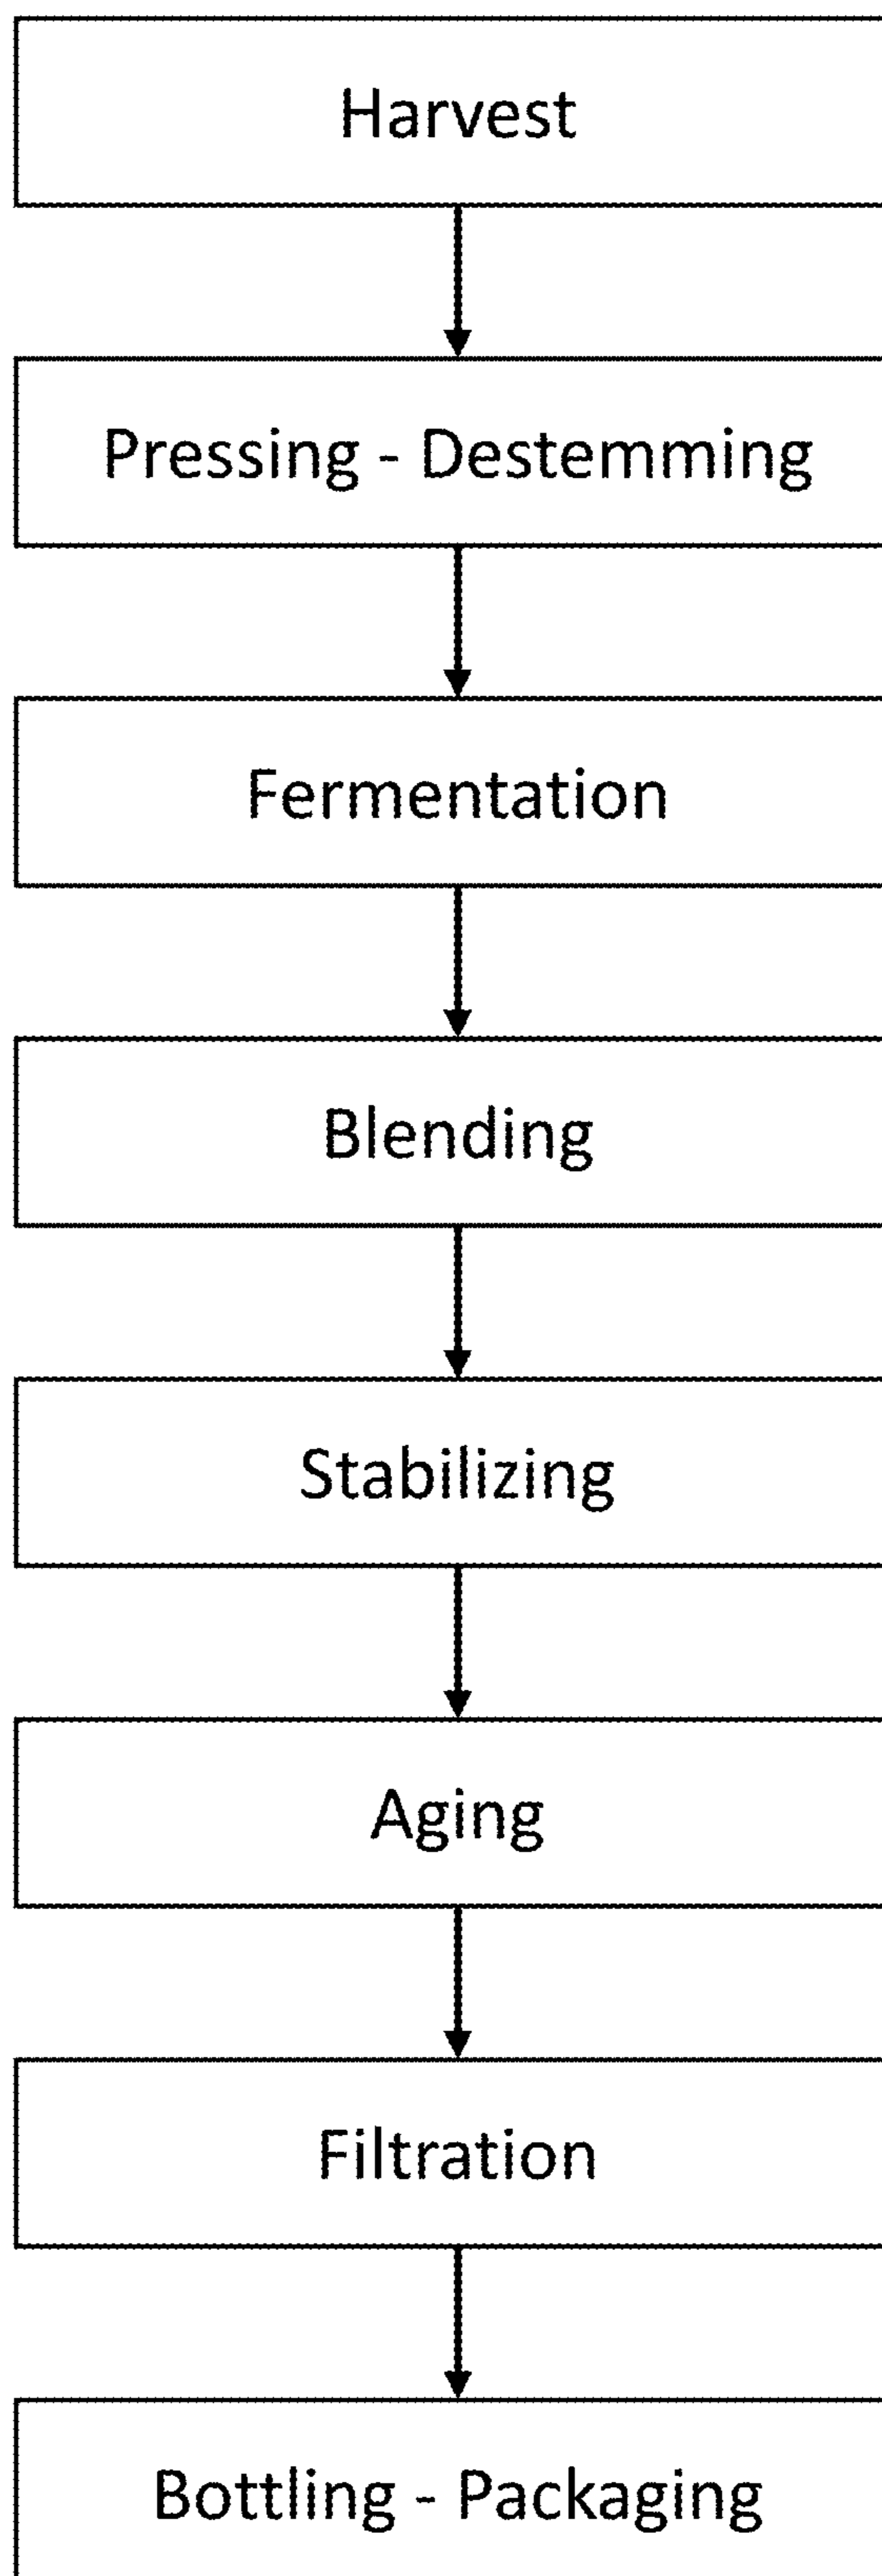 Harvest
Pressing - Destemming
Fermentation
Blending
Stabilizing
Aging
Filtration
Bottling - Packaging